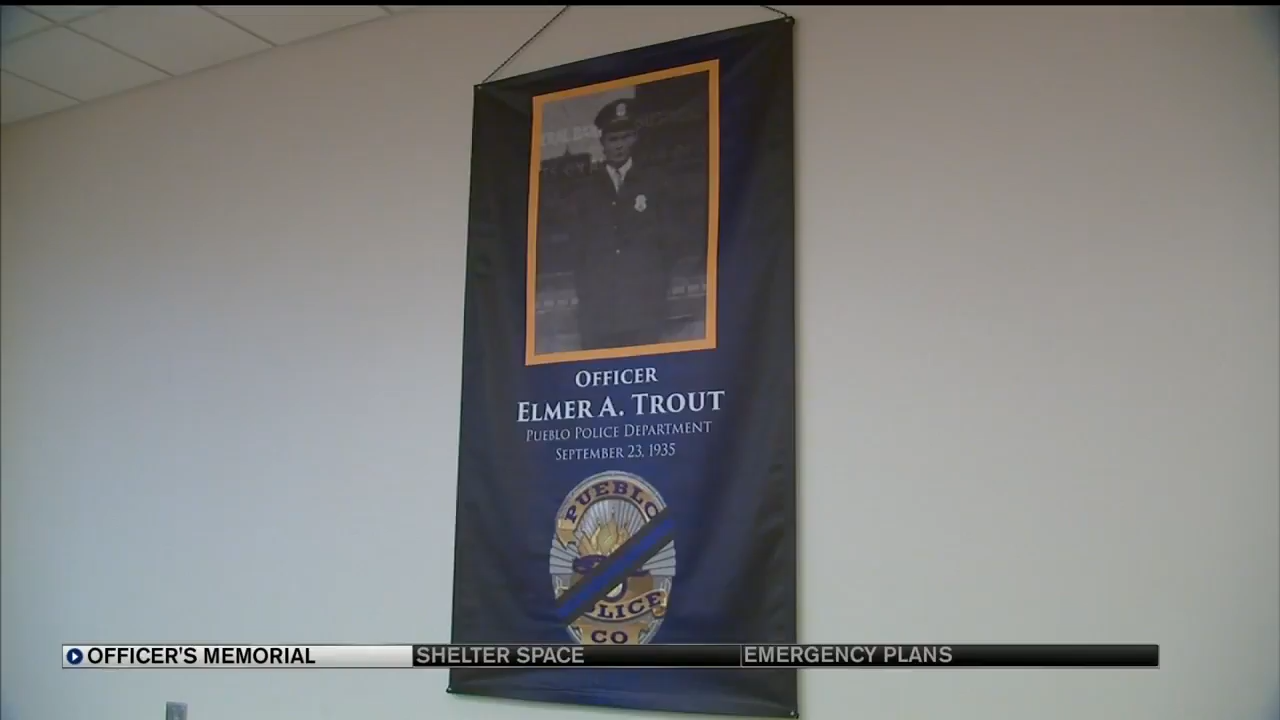 OFFICER
ELMER A. TROUT
PUEBLO POLICE DEPARTMENT
SEPTEMBER 23, 1935
PUEBLO
POLICE
CO
OFFICER'S MEMORIAL
SHELTER SPACE
EMERGENCY PLANS